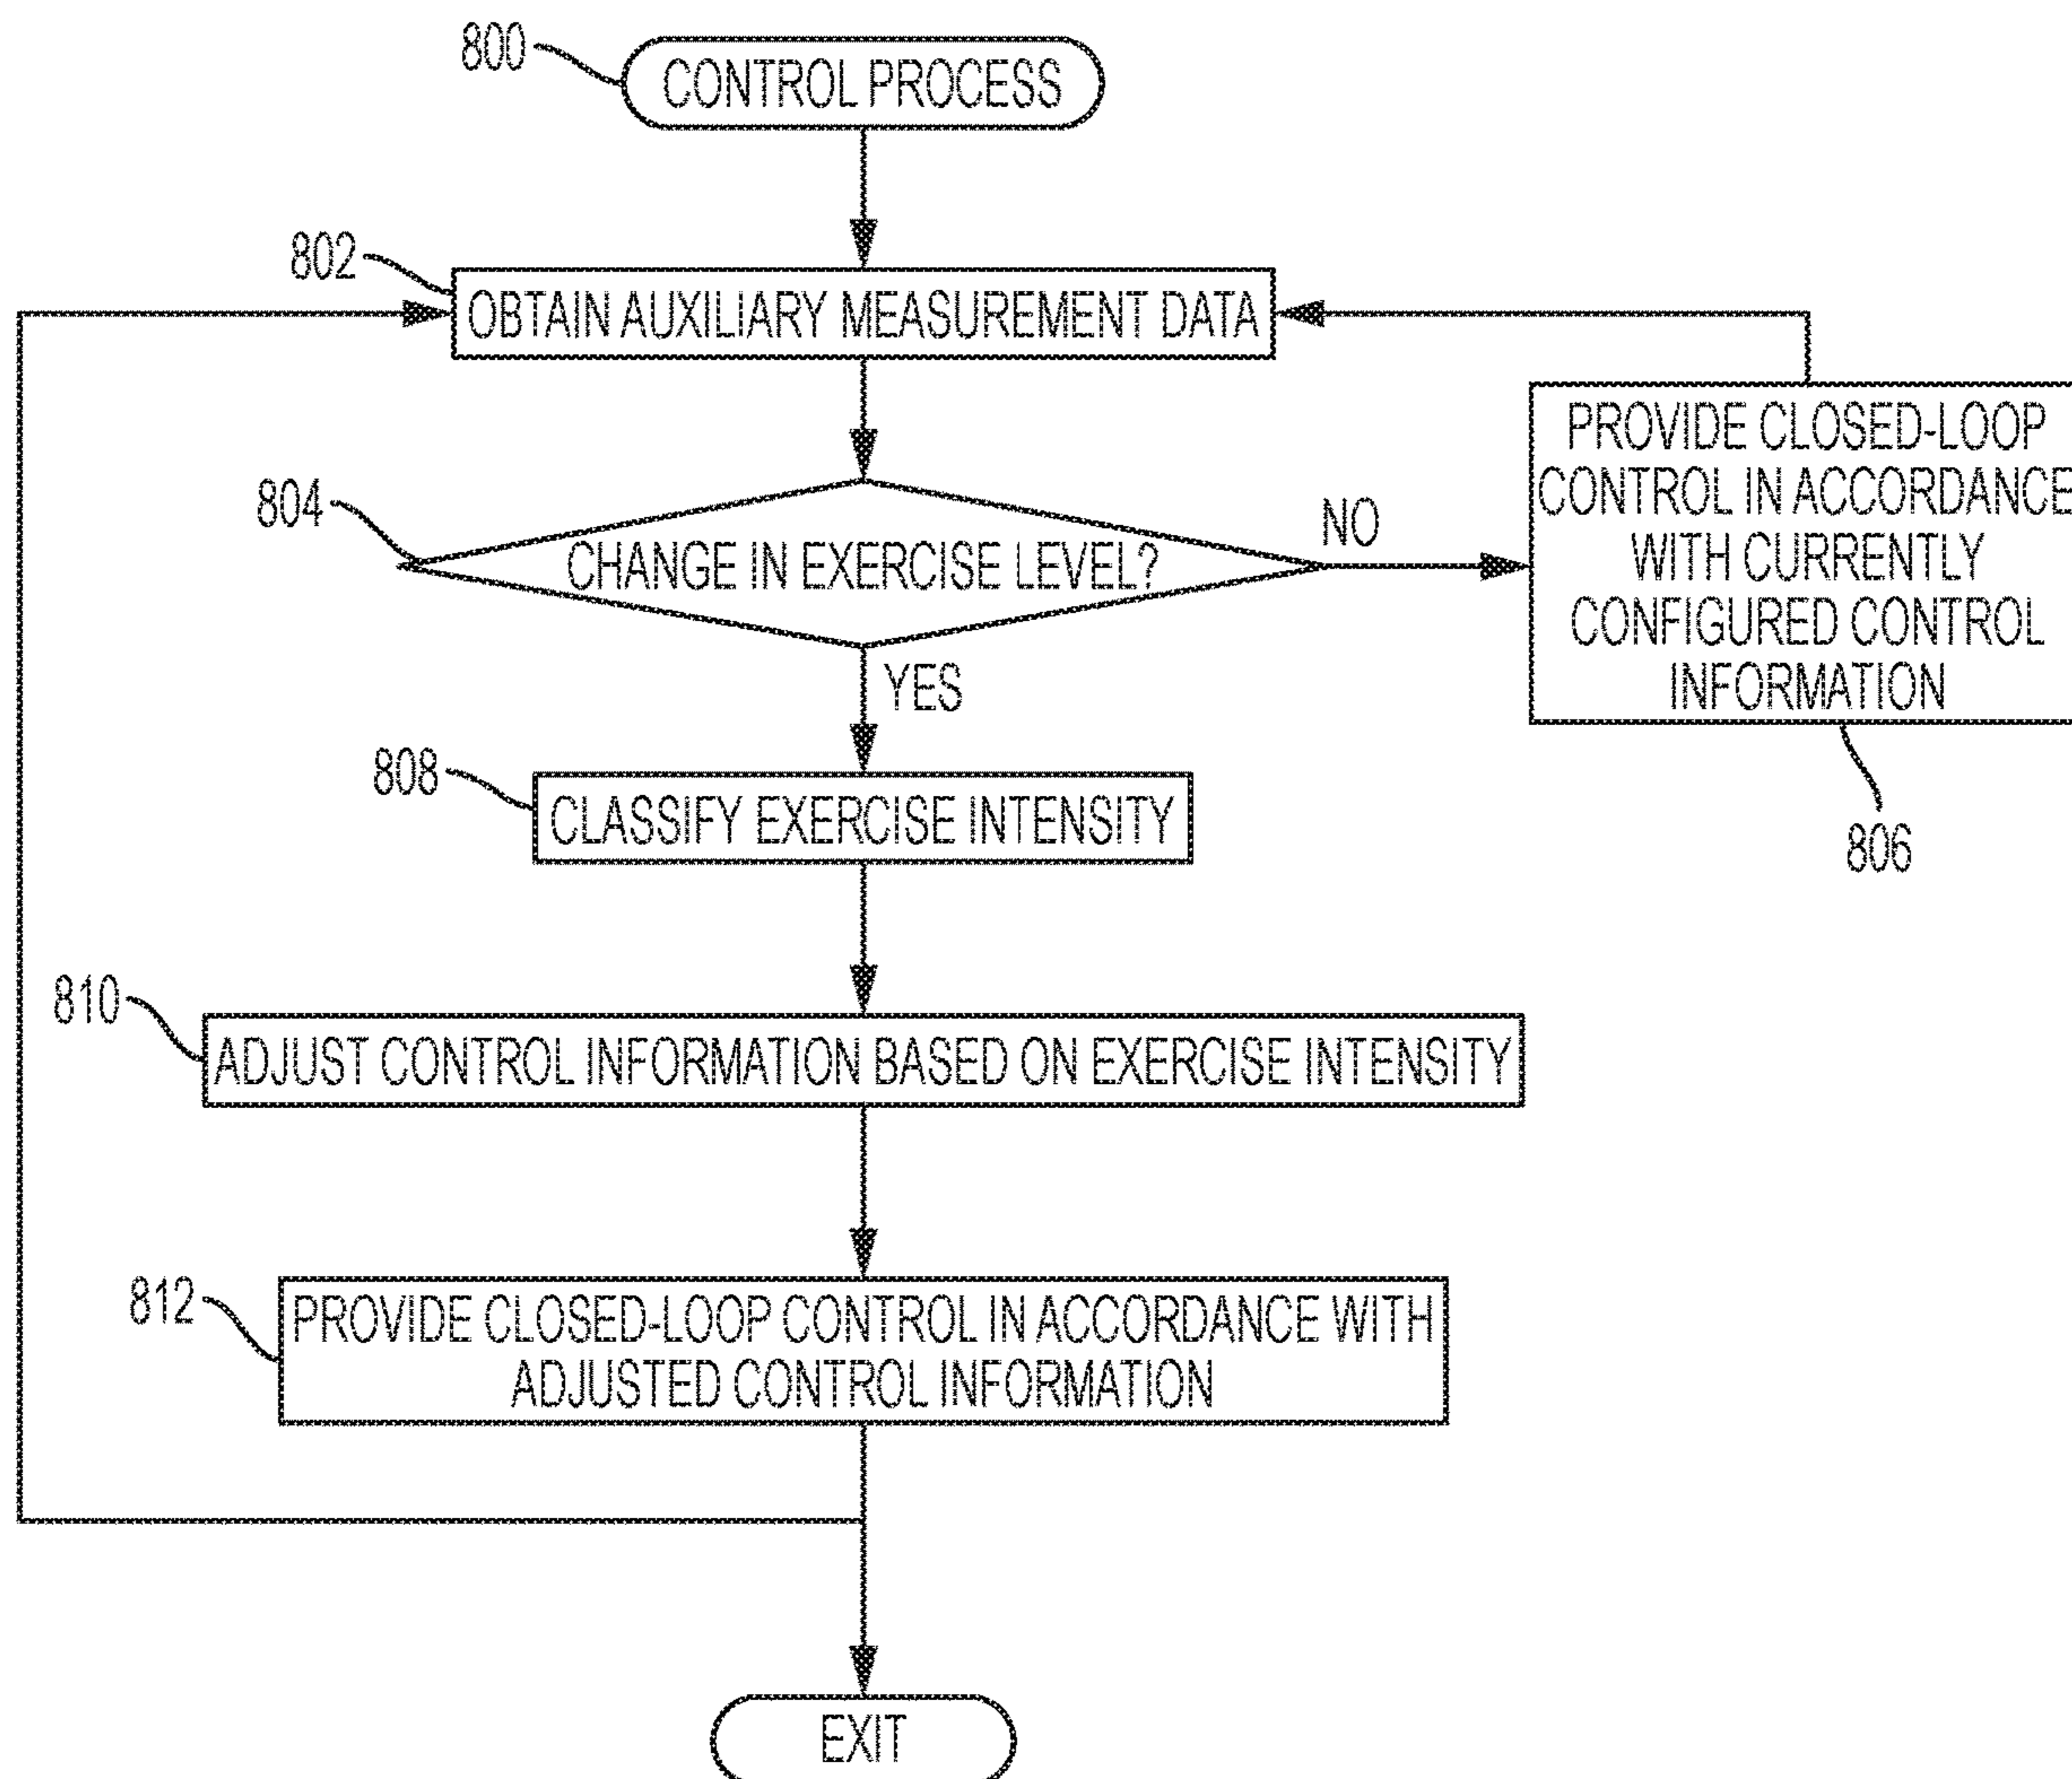 800
CONTROL PROCESS
802
OBTAIN AUXILIARY MEASUREMENT DATA
804
CHANGE IN EXERCISE LEVEL?
NO
PROVIDE CLOSED-LOOP
CONTROL IN ACCORDANCE
WITH CURRENTLY
CONFIGURED CONTROL
INFORMATION
806
YES
808
CLASSIFY EXERCISE INTENSITY
810
ADJUST CONTROL INFORMATION BASED ON EXERCISE INTENSITY
812
PROVIDE CLOSED-LOOP CONTROL IN ACCORDANCE WITH
ADJUSTED CONTROL INFORMATION
EXIT